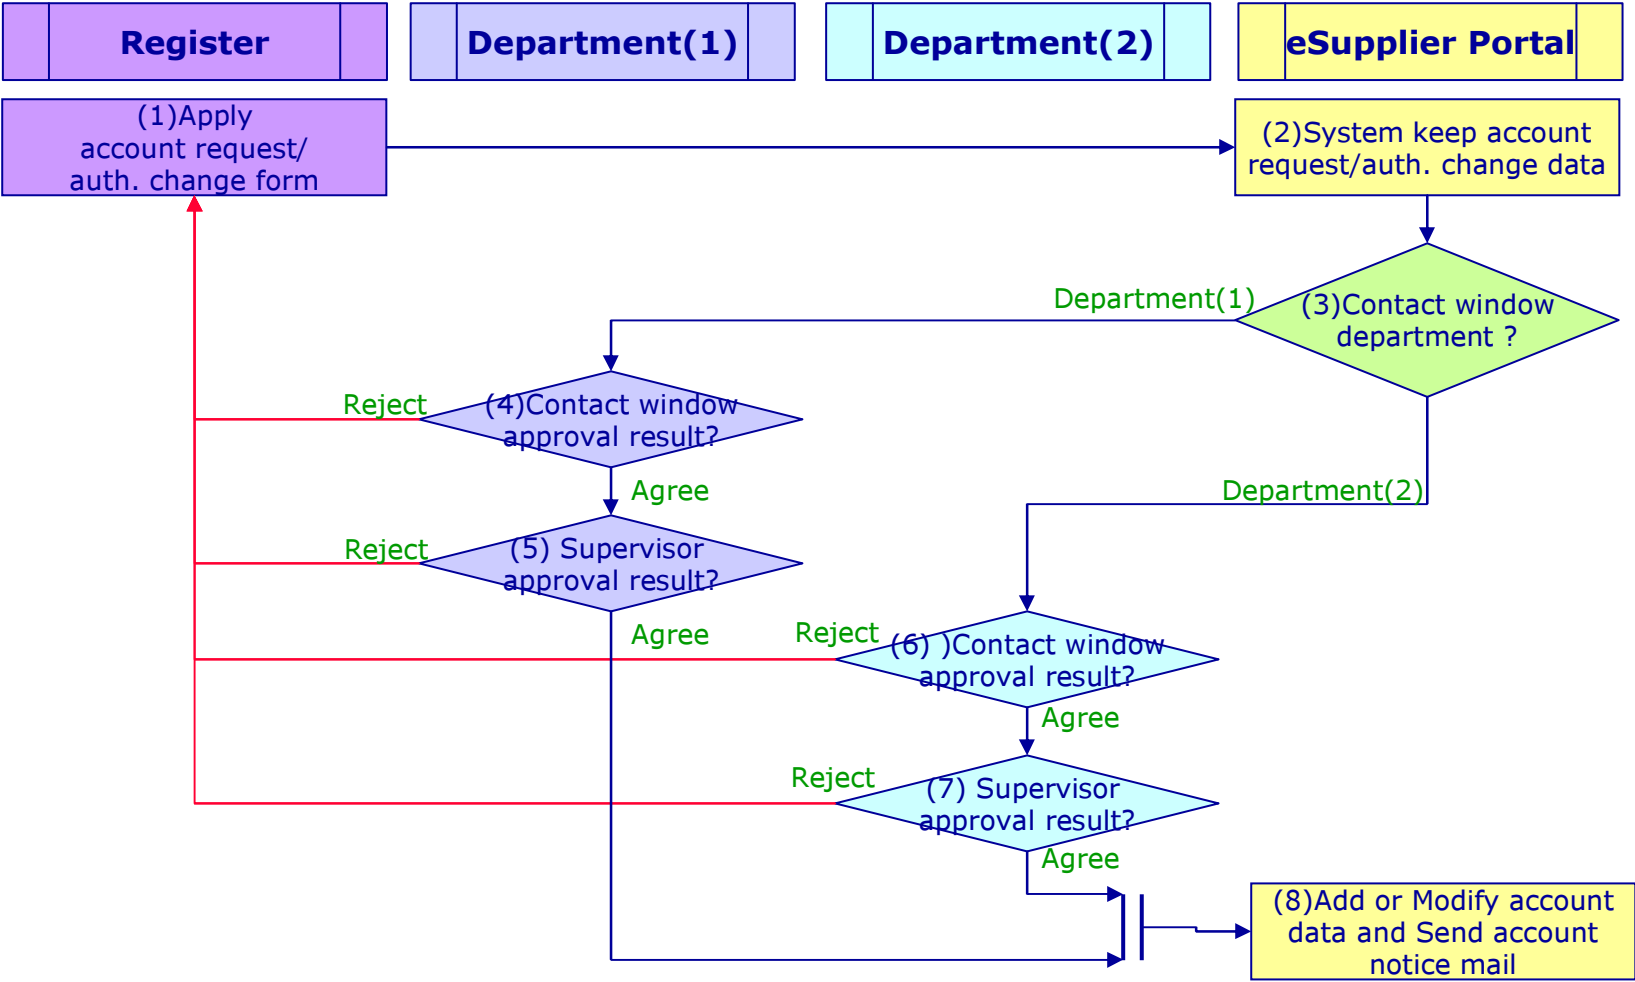 Register
Department(1)
Department(2)
eSupplier Portal
(1)Apply
account request/
auth. change form
(2)System keep account
request/auth. change data
Department(1)
(3)Contact window
department ?
Reject
(4)Contact window
approval result?
Agree
Department(2)
Reject
(5) Supervisor
approval result?
Agree
Reject
(6) )Contact window
approval result?
Agree
Reject
(7) Supervisor
approval result?
Agree
(8)Add or Modify account
data and Send account
notice mail